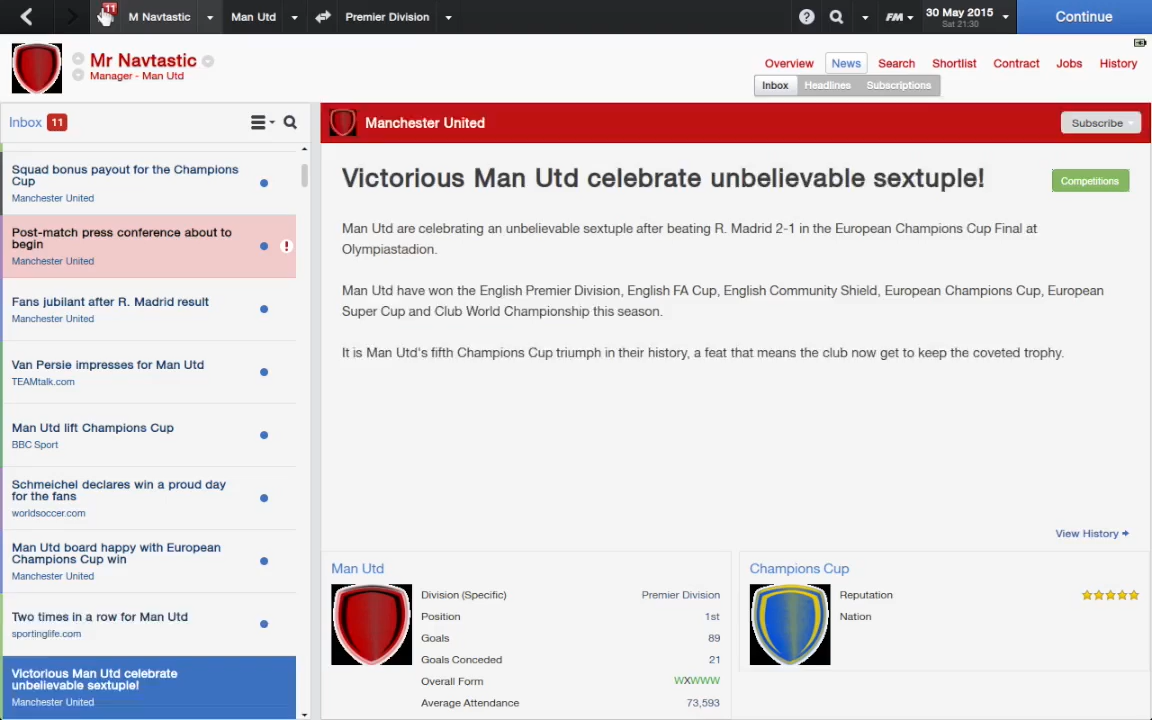 11
M Navtastic
Man Utd
Premier Division
?
FM
30 May 2015
Sat 21:30
Continue
Mr Navtastic
Manager - Man Utd
Overview
News
Search
Shortlist
Contract
Jobs
History
Inbox
Headlines
Subscriptions
Inbox 11
Squad bonus payout for the Champions
Cup
Manchester United
Post-match press conference about to
begin
Manchester United
!
Fans jubilant after R. Madrid result
Manchester United
Van Persie impresses for Man Utd
TEAMtalk.com
Man Utd lift Champions Cup
BBC Sport
Schmeichel declares win a proud day
for the fans
worldsoccer.com
Man Utd board happy with European
Champions Cup win
Manchester United
Two times in a row for Man Utd
sportinglife.com
Victorious Man Utd celebrate
unbelievable sextuple!
Manchester United
Manchester United
Subscribe
Victorious Man Utd celebrate unbelievable sextuple!
Competitions
Man Utd are celebrating an unbelievable sextuple after beating R. Madrid 2-1 in the European Champions Cup Final at
Olympiastadion.
Man Utd have won the English Premier Division, English FA Cup, English Community Shield, European Champions Cup, European
Super Cup and Club World Championship this season.
It is Man Utd's fifth Champions Cup triumph in their history, a feat that means the club now get to keep the coveted trophy.
View History
Man Utd
Division (Specific) Premier Division
Position 1st
Goals 89
Goals Conceded 21
Overall Form WXWWW
Average Attendance 73,593
Champions Cup
Reputation
Nation